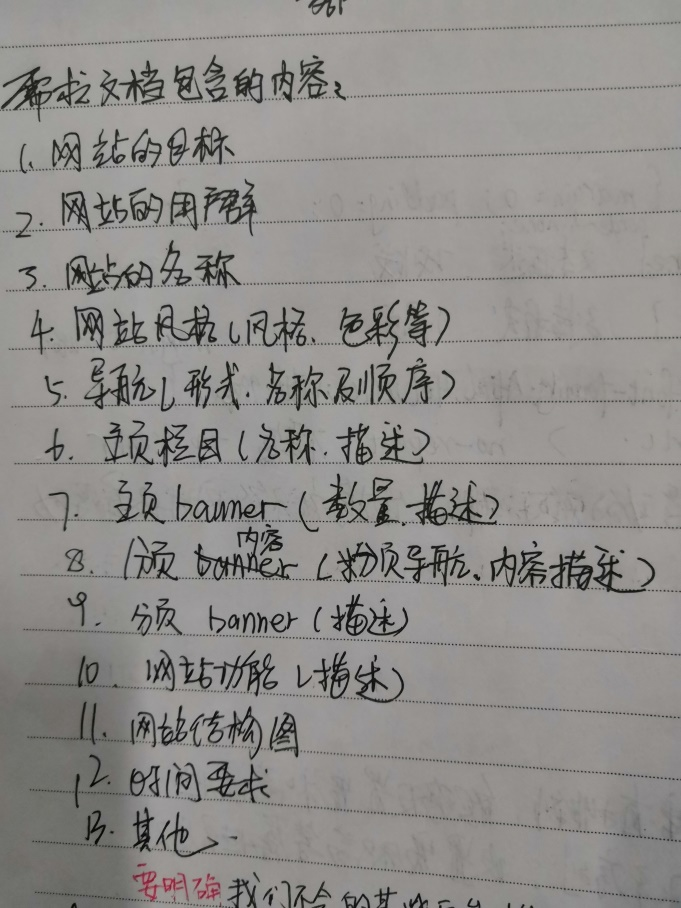 需求文档包含的内容:
1. 网站的目标
2. 网站的用户群
3. 网站的名称
4. 网站风格(风格、色彩等)
5. 导航(形式、名称及顺序)
6. 主页栏目(名称、描述)
7. 主页banner(数量、描述)
8. 分页内容(分页导航、内容描述)
9. 分页 banner(描述)
10. 网站功能(描述)
11. 网站结构图
12. 时间要求
13. 其他
要明确我们不含的其他